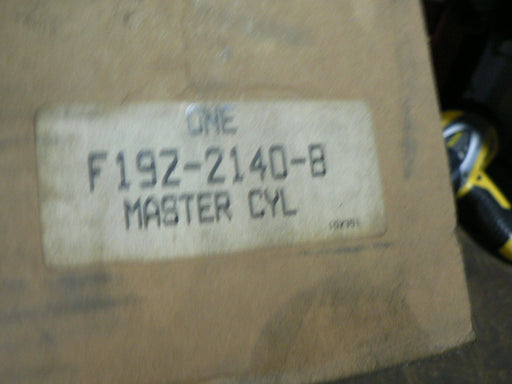 ONE
F192-2140-B
MASTER CYL